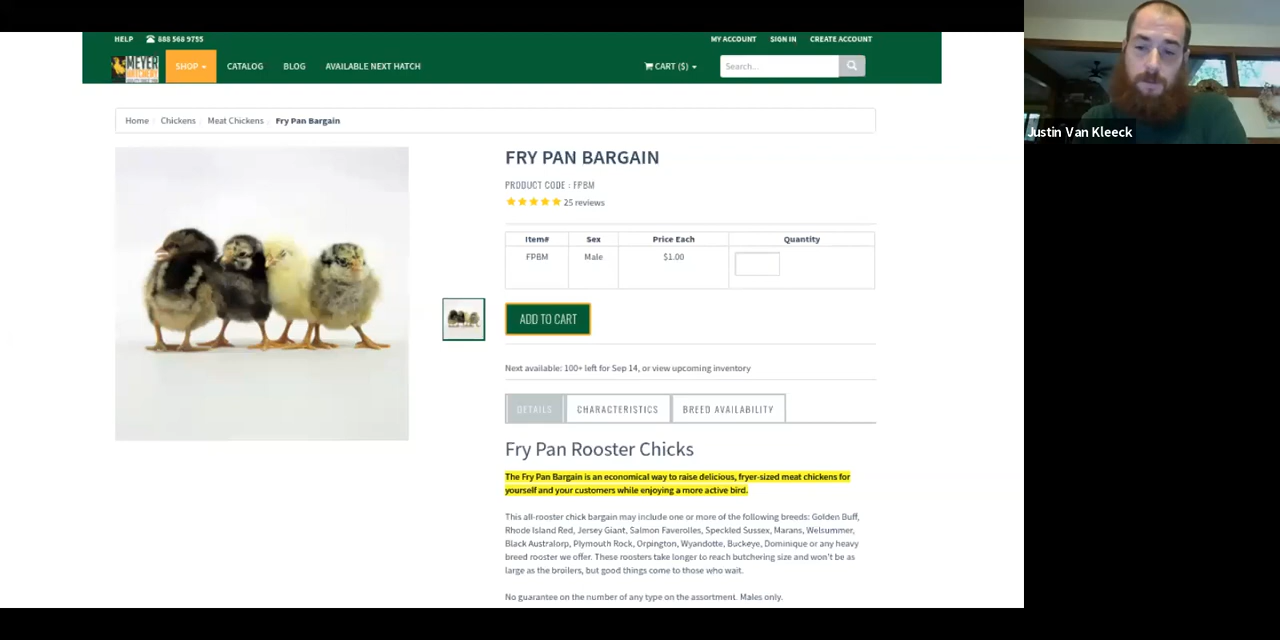 HELP 888 568 9755 MY ACCOUNT SIGN IN CREATE ACCOUNT
MEYER
HATCHERY
SHOP CATALOG BLOG AVAILABLE NEXT HATCH CART ($) Search...
Justin Van Kleeck
Home Chickens Meat Chickens Fry Pan Bargain
FRY PAN BARGAIN
PRODUCT CODE : FPBM
25 reviews
Item# Sex Price Each Quantity
FPBM Male $1.00
ADD TO CART
Next available: 100+ left for Sep 14, or view upcoming inventory
DETAILS CHARACTERISTICS BREED AVAILABILITY
Fry Pan Rooster Chicks
The Fry Pan Bargain is an economical way to raise delicious, fryer-sized meat chickens for
yourself and your customers while enjoying a more active bird.
This all-rooster chick bargain may include one or more of the following breeds: Golden Buff,
Rhode Island Red, Jersey Giant, Salmon Faverolles, Speckled Sussex, Marans, Welsummer,
Black Australorp, Plymouth Rock, Orpington, Wyandotte, Buckeye, Dominique or any heavy
breed rooster we offer. These roosters take longer to reach butchering size and won't be as
large as the broilers, but good things come to those who wait.
No guarantee on the number of any type on the assortment. Males only.